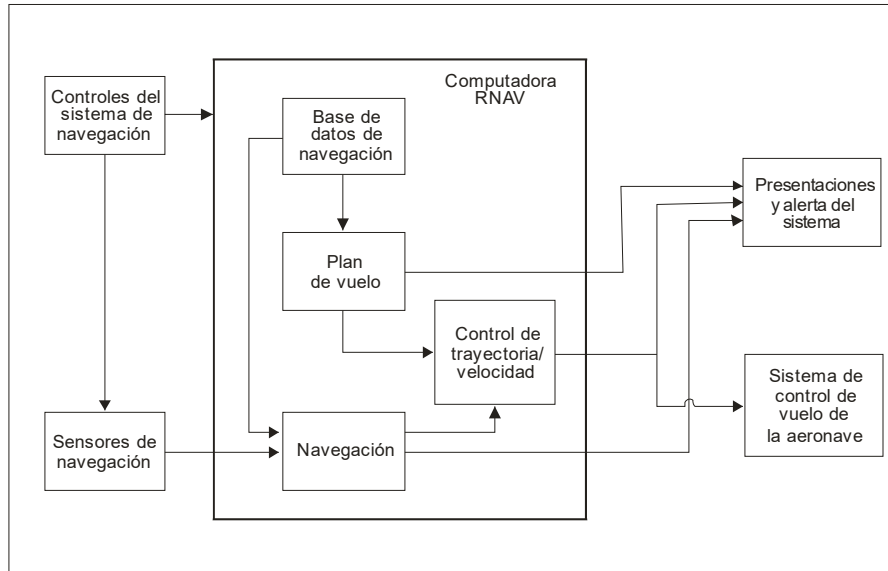 Computadora
RNAV
Controles del
sistema de
navegación
Base de
datos de
navegación
Presentaciones
y alerta del
sistema
Plan
de vuelo
Control de
trayectoria/
velocidad
Sistema de
control de
vuelo de
la aeronave
Sensores de
navegación
Navegación